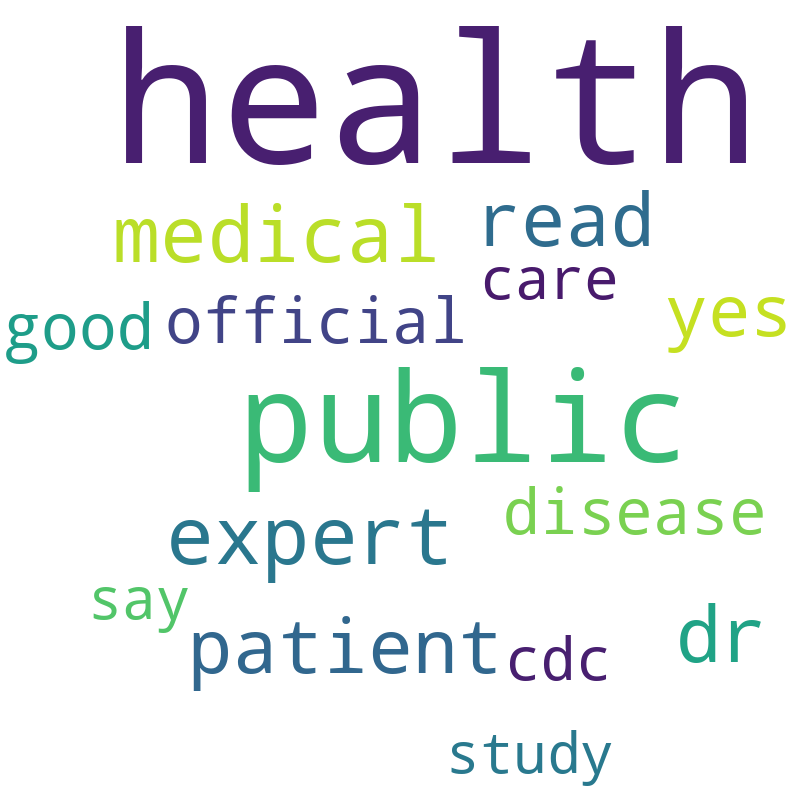 health
medical read
care
good official yes
public
disease
expert
say
patient cdc dr
study